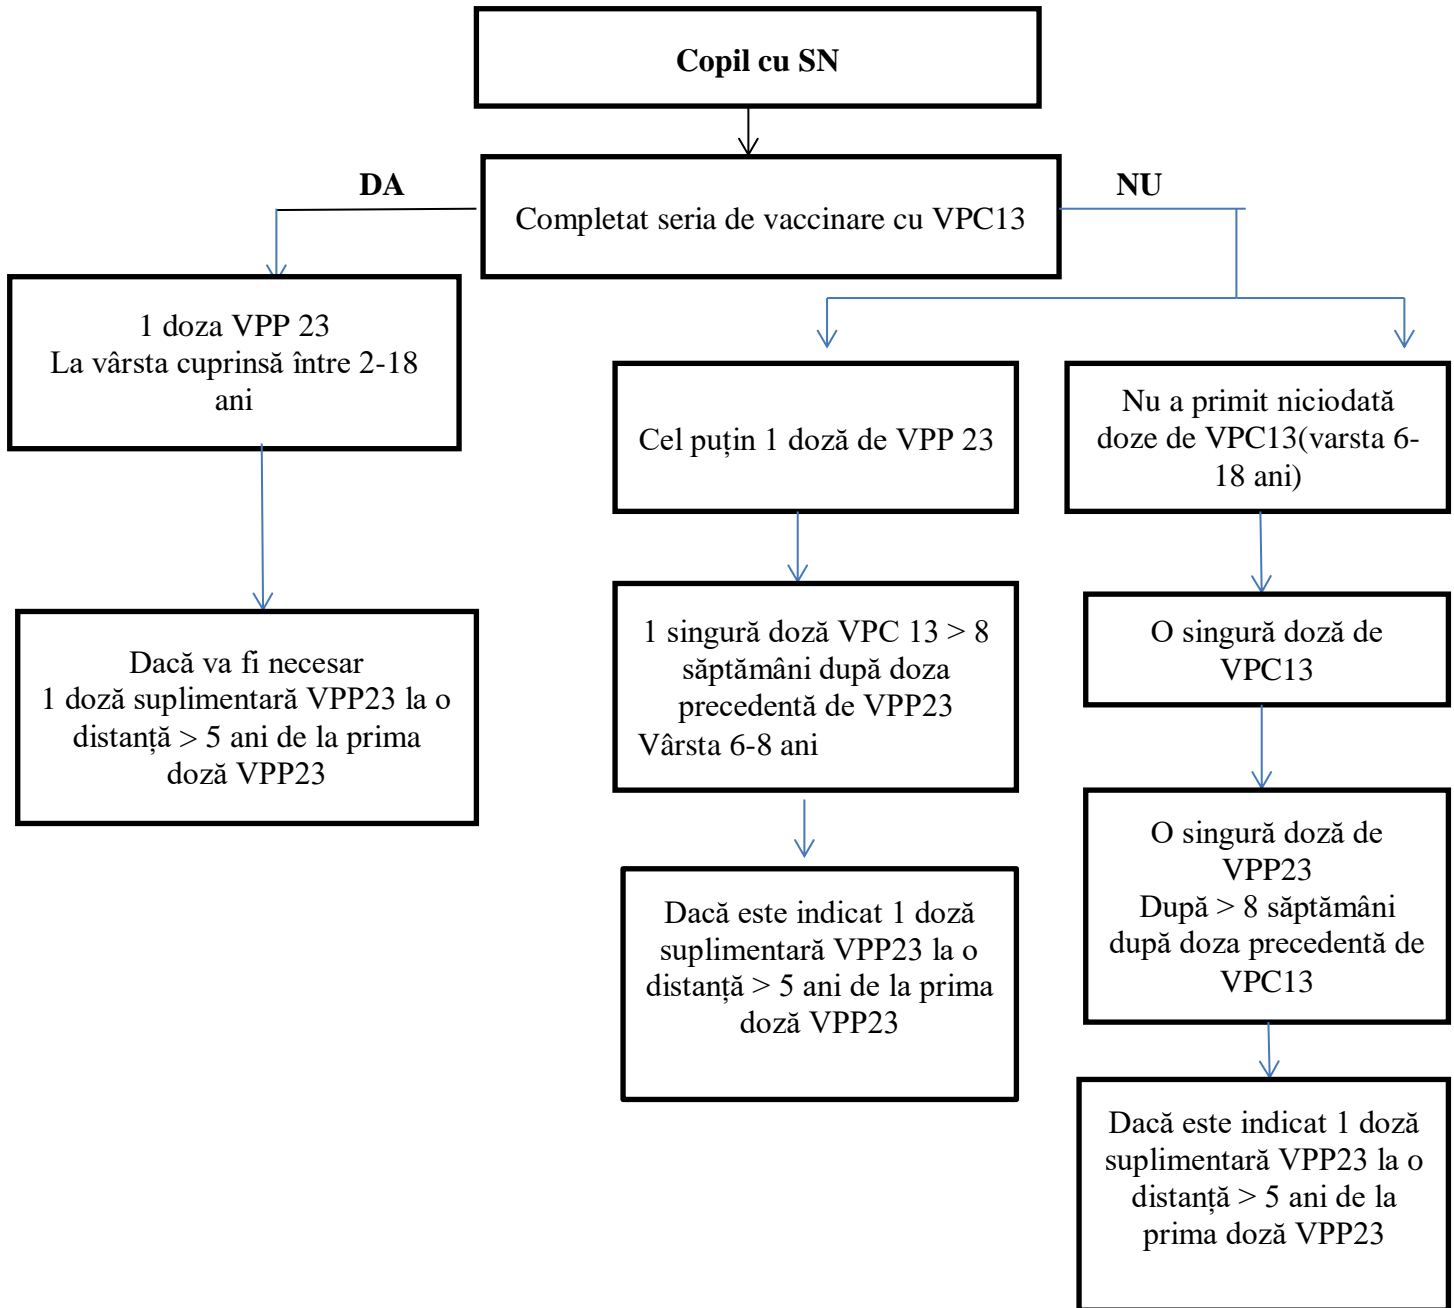 Copil cu SN
DA
NU
Completat seria de vaccinare cu VPC13
1 doza VPP 23
La vârsta cuprinsă între 2-18
ani
Dacă va fi necesar
1 doză suplimentară VPP23 la o
distanță > 5 ani de la prima
doză VPP23
Cel puțin 1 doză de VPP 23
1 singură doză VPC 13 > 8
săptămâni după doza
precedentă de VPP23
Vârsta 6-8 ani
Dacă este indicat 1 doză
suplimentară VPP23 la o
distanță > 5 ani de la prima
doză VPP23
Nu a primit niciodată
doze de VPC13(varsta 6-
18 ani)
O singură doză de
VPC13
O singură doză de
VPP23
După > 8 săptămâni
după doza precedentă de
VPC13
Dacă este indicat 1 doză
suplimentară VPP23 la o
distanță > 5 ani de la
prima doză VPP23